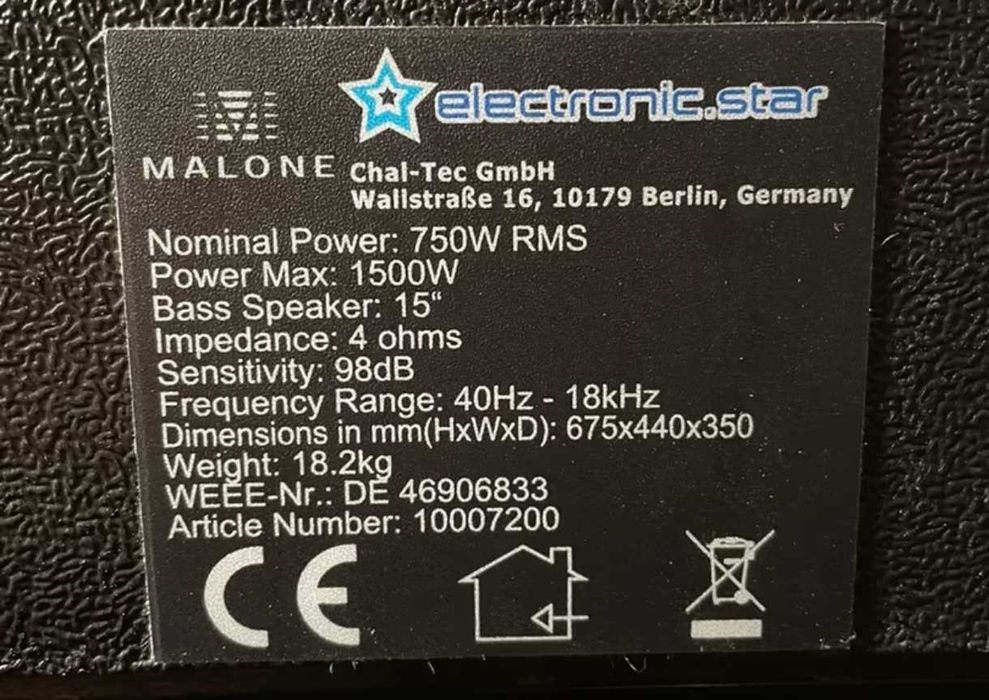 electronic.star
MALONE
Chal-Tec GmbH
Wallstraße 16, 10179 Berlin, Germany
Nominal Power: 750W RMS
Power Max: 1500W
Bass Speaker: 15“
Impedance: 4 ohms
Sensitivity: 98dB
Frequency Range: 40Hz - 18kHz
Dimensions in mm(HxWxD): 675x440x350
Weight: 18.2kg
WEEE-Nr.: DE 46906833
Article Number: 10007200
CE